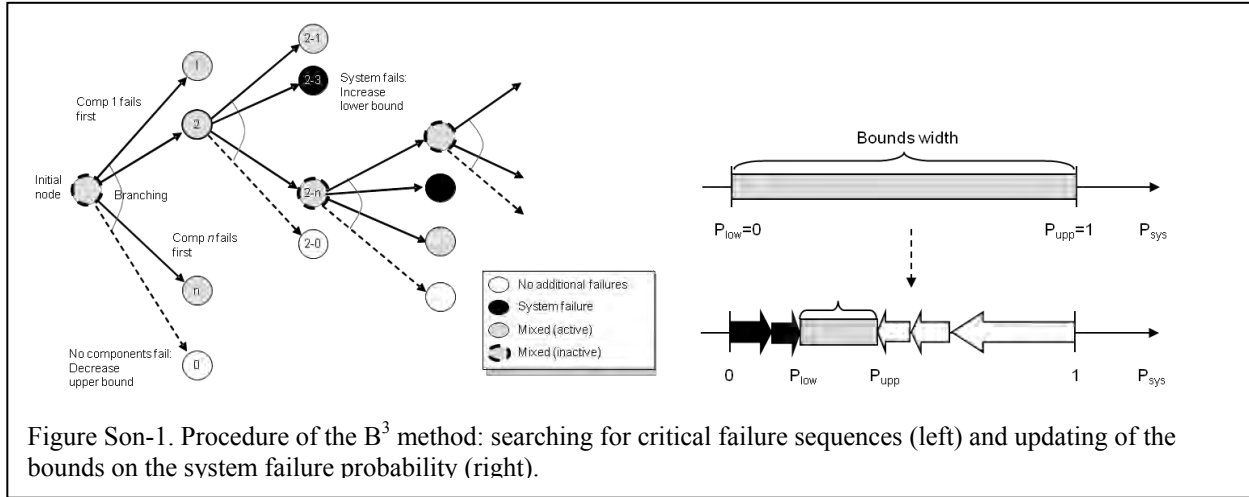 1
2-1
2-3
System fails:
Increase
lower bound
Comp 1 fails
first
2
Initial
node
Branching
2-n
Comp n fails
first
2-0
n
No components fail:
Decrease
upper bound
0
No additional failures
System failure
Mixed (active)
Mixed (inactive)
Bounds width
P_low=0
P_upp=1
P_sys
0
P_low
P_upp
1
P_sys
Figure Son-1. Procedure of the B³ method: searching for critical failure sequences (left) and updating of the
bounds on the system failure probability (right).